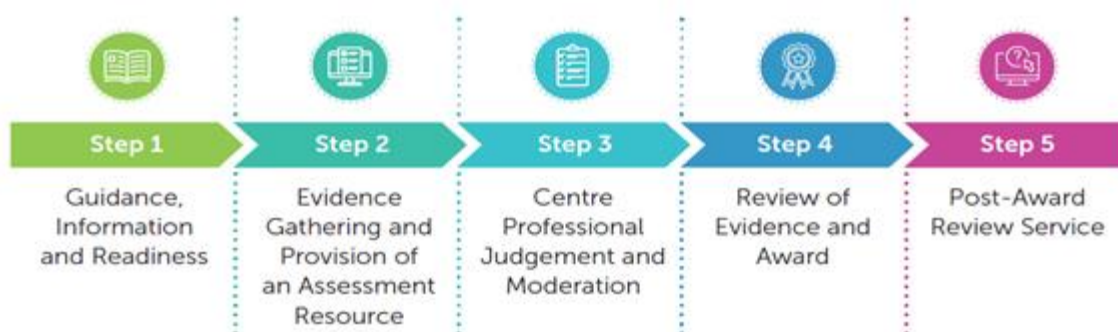 Step 1
Guidance,
Information
and Readiness
Step 2
Evidence
Gathering and
Provision of
an Assessment
Resource
Step 3
Centre
Professional
Judgement and
Moderation
Step 4
Review of
Evidence and
Award
Step 5
Post-Award
Review Service